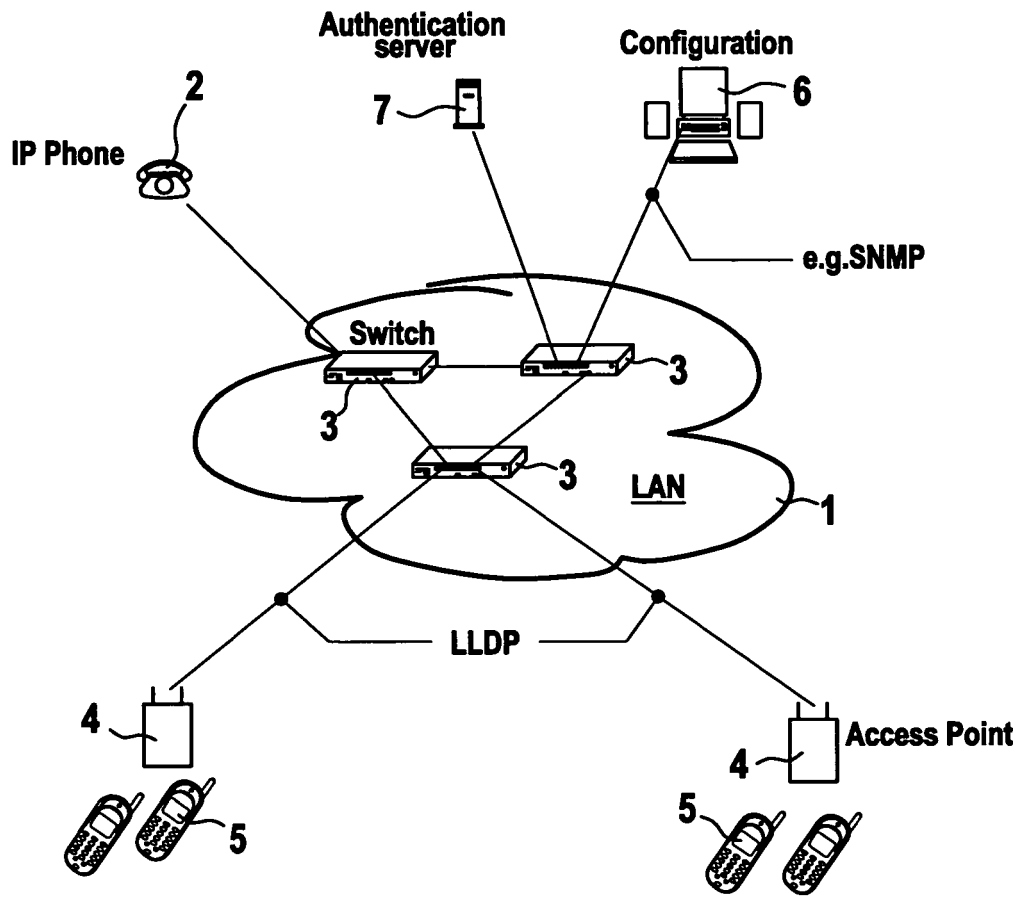 Authentication
server
Configuration
2
7
6
IP Phone
e.g.SNMP
Switch
3
3
3
LAN
1
LLDP
4
Access Point
4
5
5